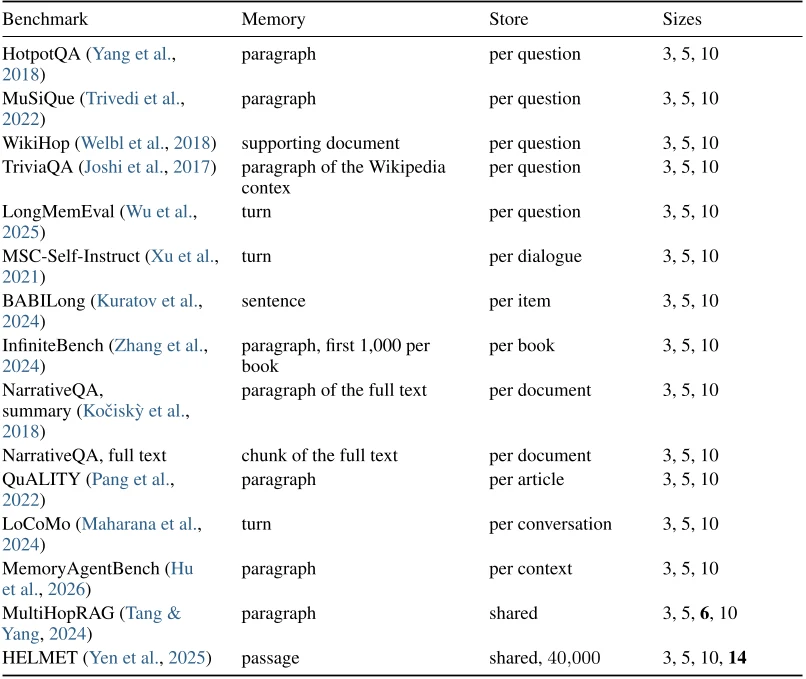 Benchmark Memory Store Sizes
HotpotQA (Yang et al., paragraph per question 3, 5, 10
2018)
MuSiQue (Trivedi et al., paragraph per question 3, 5, 10
2022)
WikiHop (Welbl et al., 2018) supporting document per question 3, 5, 10
TriviaQA (Joshi et al., 2017) paragraph of the Wikipedia per question 3, 5, 10
contex
LongMemEval (Wu et al., turn per question 3, 5, 10
2025)
MSC-Self-Instruct (Xu et al., turn per dialogue 3, 5, 10
2021)
BABILong (Kuratov et al., sentence per item 3, 5, 10
2024)
InfiniteBench (Zhang et al., paragraph, first 1,000 per per book 3, 5, 10
2024) book
NarrativeQA, paragraph of the full text per document 3, 5, 10
summary (Kočiskỳ et al.,
2018)
NarrativeQA, full text chunk of the full text per document 3, 5, 10
QuALITY (Pang et al., paragraph per article 3, 5, 10
2022)
LoCoMo (Maharana et al., turn per conversation 3, 5, 10
2024)
MemoryAgentBench (Hu paragraph per context 3, 5, 10
et al., 2026)
MultiHopRAG (Tang & paragraph shared 3, 5, 6, 10
Yang, 2024)
HELMET (Yen et al., 2025) passage shared, 40,000 3, 5, 10, 14